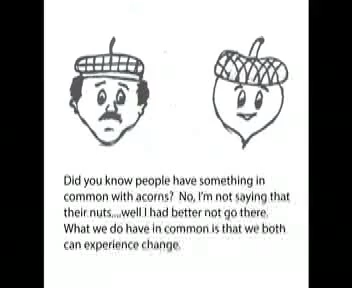 Did you know people have something in
common with acorns?  No, I'm not saying that
their nuts....well I had better not go there.
What we do have in common is that we both
can experience change.